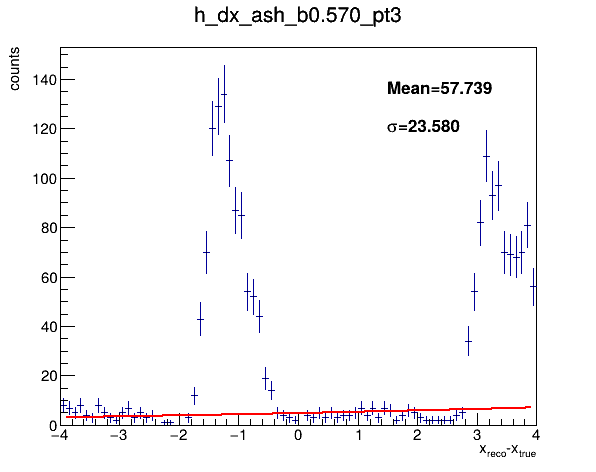 h_dx_ash_b0.570_pt3
counts
140
120
100
80
60
40
20
0
Mean=57.739
σ=23.580
−4 −3 −2 −1 0 1 2 3 4
x_reco-x_true